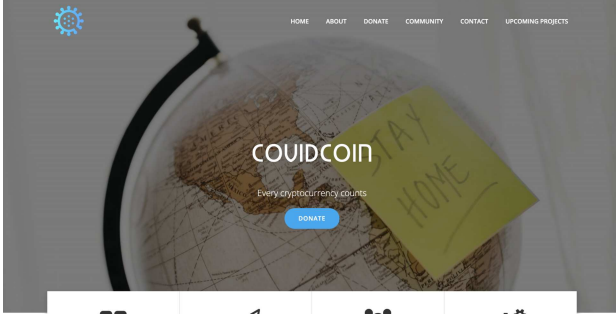 HOME ABOUT DONATE COMMUNITY CONTACT UPCOMING PROJECTS
COVIDCOIN
STAY
HOME
Every cryptocurrency counts
DONATE